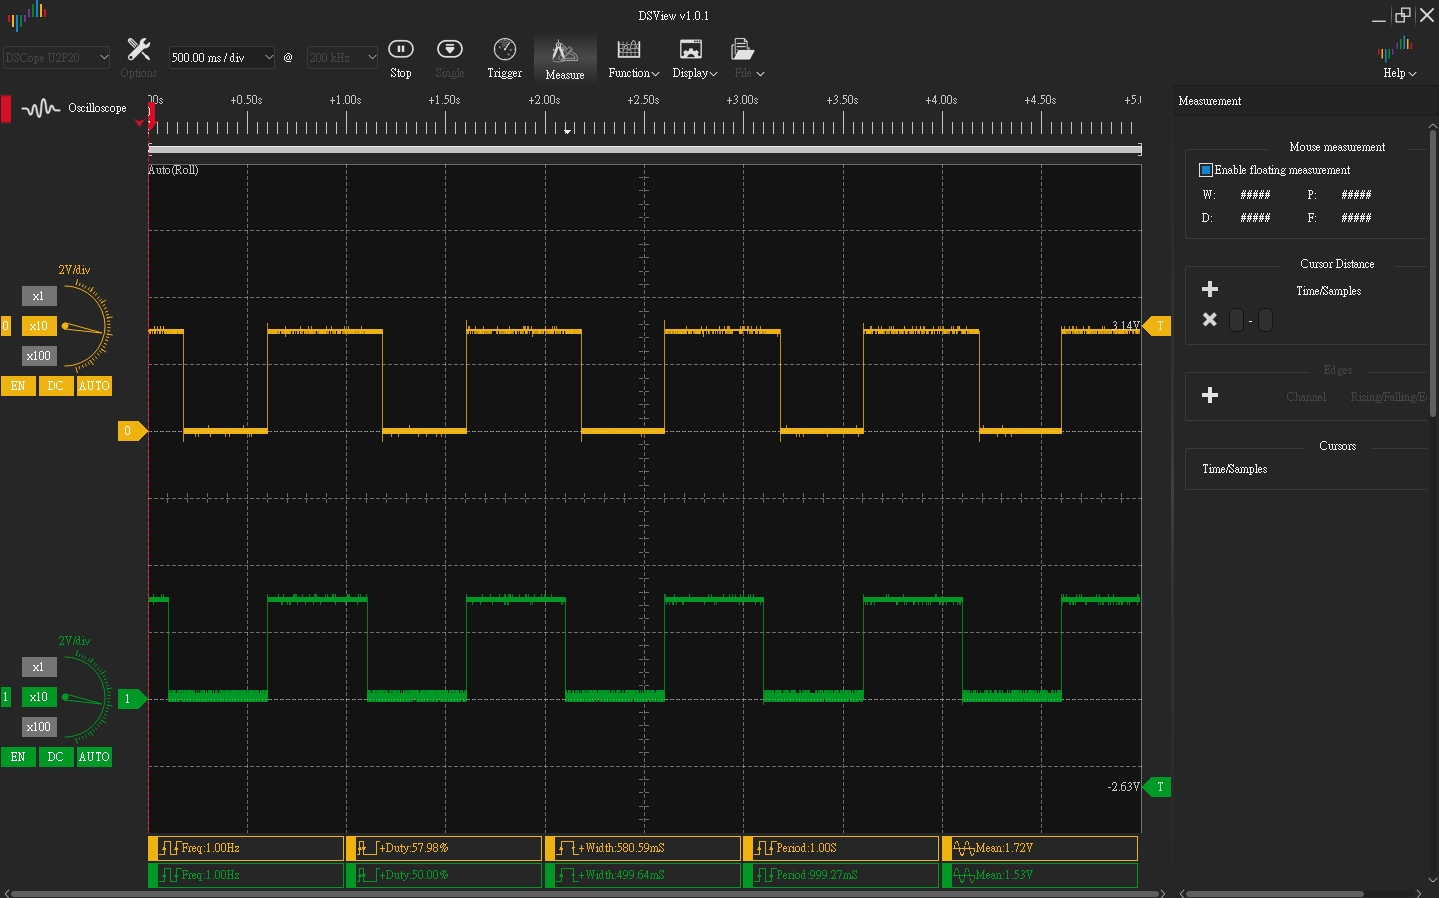 DSView v1.0.1
DSCope U2P20
Options
500.00 ms / div
@
200 kHz
Stop
Single
Trigger
Measure
Function
Display
File
Help
Oscilloscope
+0.50s
+1.00s
+1.50s
+2.00s
+2.50s
+3.00s
+3.50s
+4.00s
+4.50s
Auto(Roll)
2V/div
x1
0
x10
x100
EN
DC
AUTO
0
3.14V
T
2V/div
x1
1
x10
x100
EN
DC
AUTO
1
-2.63V
T
Freq:1.00Hz
+Duty:57.98%
+Width:580.59mS
Period:1.00S
Mean:1.72V
Freq:1.00Hz
+Duty:50.00%
+Width:499.64mS
Period:999.27mS
Mean:1.53V
Measurement
Mouse measurement
Enable floating measurement
W: ##### P: #####
D: ##### F: #####
Cursor Distance
Time/Samples
-
Edges
Channel Rising/Falling/
Cursors
Time/Samples